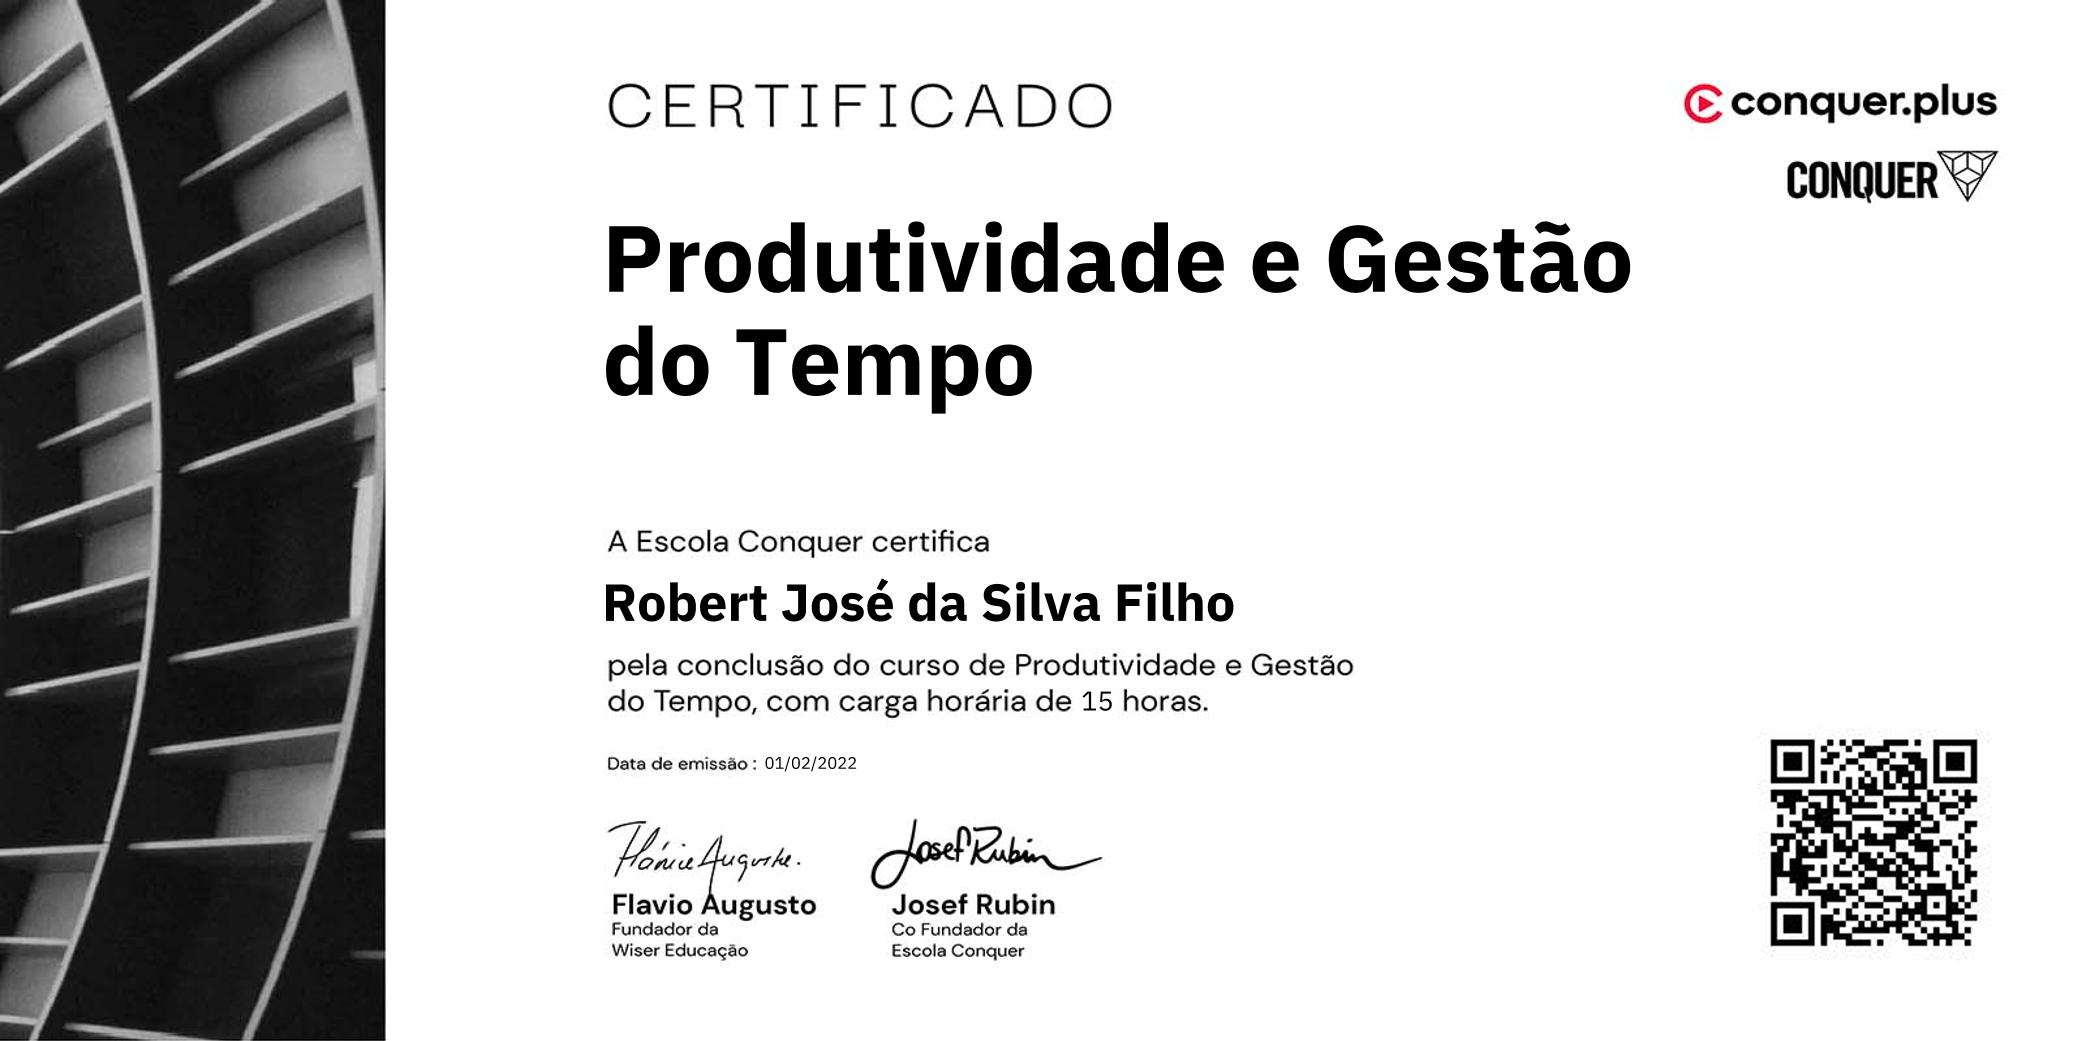 CERTIFICADO
conquer.plus
CONQUER
Produtividade e Gestão
do Tempo
A Escola Conquer certifica
Robert José da Silva Filho
pela conclusão do curso de Produtividade e Gestão
do Tempo, com carga horária de 15 horas.
Data de emissão : 01/02/2022
Flávio Augusto.
Josef Rubin
Flavio Augusto
Fundador da
Wiser Educação
Josef Rubin
Co Fundador da
Escola Conquer